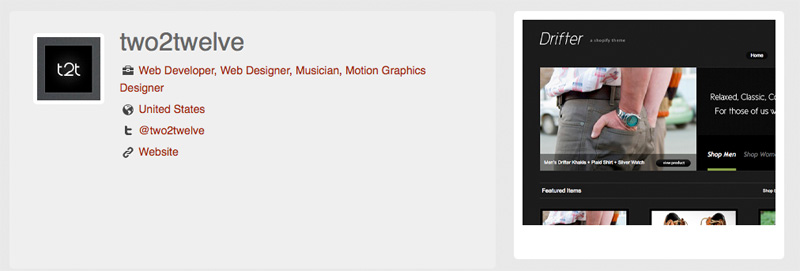 two2twelve
t2t
Web Developer, Web Designer, Musician, Motion Graphics
Designer
United States
@two2twelve
Website
Drifter a shopify theme
Home
Relaxed, Classic, Co
For those of us w
Men's Drifter Khakis + Plaid Shirt + Silver Watch view product
Shop Men Shop Wom
Featured Items Shop